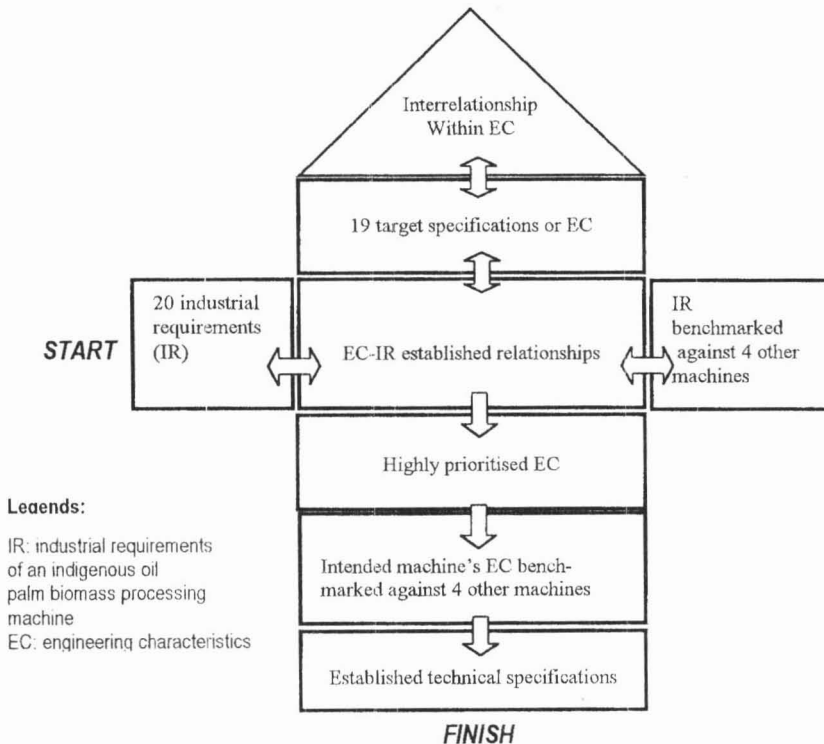 Interrelationship
Within EC
19 target specifications or EC
START
20 industrial
requirements
(IR)
EC-IR established relationships
IR
benchmarked
against 4 other
machines
Highly prioritised EC
Intended machine's EC bench-
marked against 4 other machines
Established technical specifications
FINISH
Legends:
IR: industrial requirements
of an indigenous oil
palm biomass processing
machine
EC: engineering characteristics